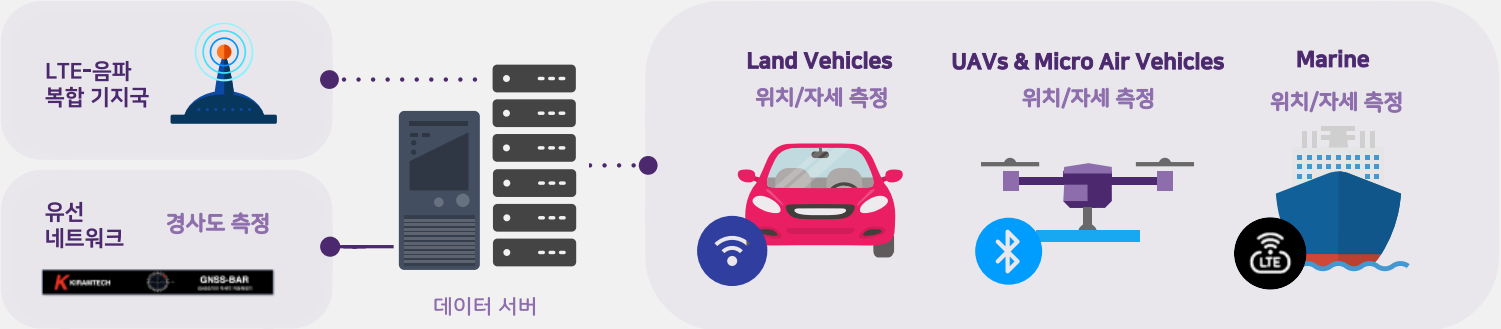 LTE-음파
복합 기지국
유선
네트워크
경사도 측정
KIRAMTECH
GNSS-BAR
데이터 서버
Land Vehicles
위치/자세 측정
UAVs & Micro Air Vehicles
위치/자세 측정
Marine
위치/자세 측정
LTE